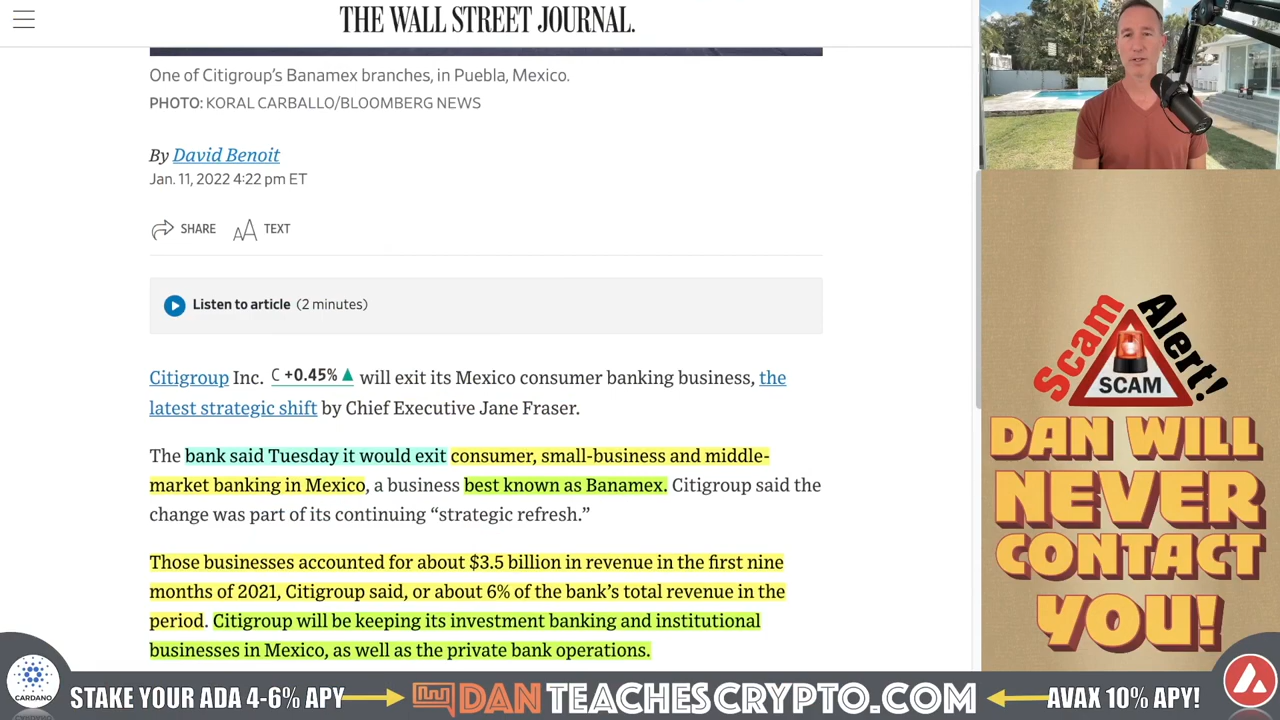 THE WALL STREET JOURNAL.
One of Citigroup's Banamex branches, in Puebla, Mexico.
PHOTO: KORAL CARBALLO/BLOOMBERG NEWS
By David Benoit
Jan. 11, 2022 4:22 pm ET
SHARE AA TEXT
Listen to article (2 minutes)
Citigroup Inc. C +0.45% ▲ will exit its Mexico consumer banking business, the
latest strategic shift by Chief Executive Jane Fraser.
The bank said Tuesday it would exit consumer, small-business and middle-
market banking in Mexico, a business best known as Banamex. Citigroup said the
change was part of its continuing “strategic refresh.”
Those businesses accounted for about $3.5 billion in revenue in the first nine
months of 2021, Citigroup said, or about 6% of the bank’s total revenue in the
period. Citigroup will be keeping its investment banking and institutional
businesses in Mexico, as well as the private bank operations.
Scam Alert!
SCAM
DAN WILL
NEVER
CONTACT
YOU!
CARDANO
STAKE YOUR ADA 4-6% APY
DANTEACHESCRYPTO.COM
AVAX 10% APY!